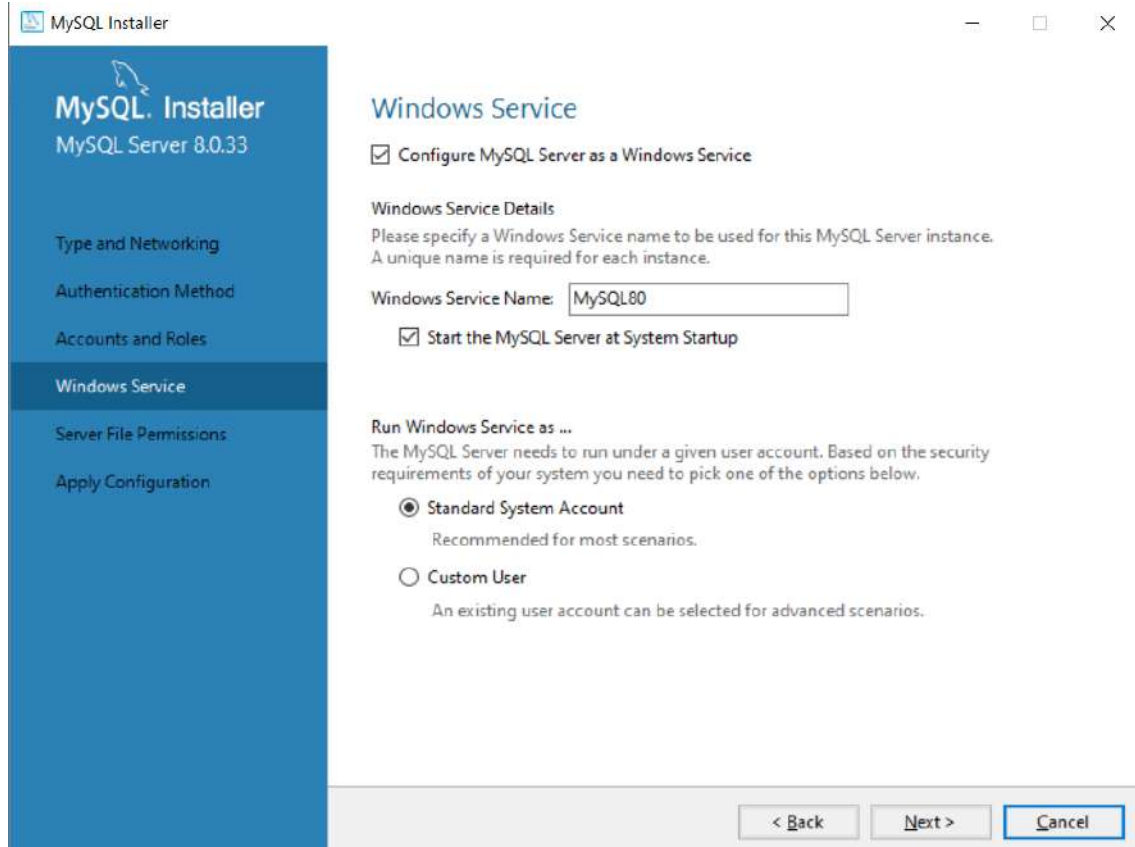 MySQL Installer
MySQL. Installer
MySQL Server 8.0.33
Type and Networking
Authentication Method
Accounts and Roles
Windows Service
Server File Permissions
Apply Configuration
Windows Service
Configure MySQL Server as a Windows Service
Windows Service Details
Please specify a Windows Service name to be used for this MySQL Server instance.
A unique name is required for each instance.
Windows Service Name: MySQL80
Start the MySQL Server at System Startup
Run Windows Service as ...
The MySQL Server needs to run under a given user account. Based on the security
requirements of your system you need to pick one of the options below.
Standard System Account
Recommended for most scenarios.
Custom User
An existing user account can be selected for advanced scenarios.
< Back Next > Cancel